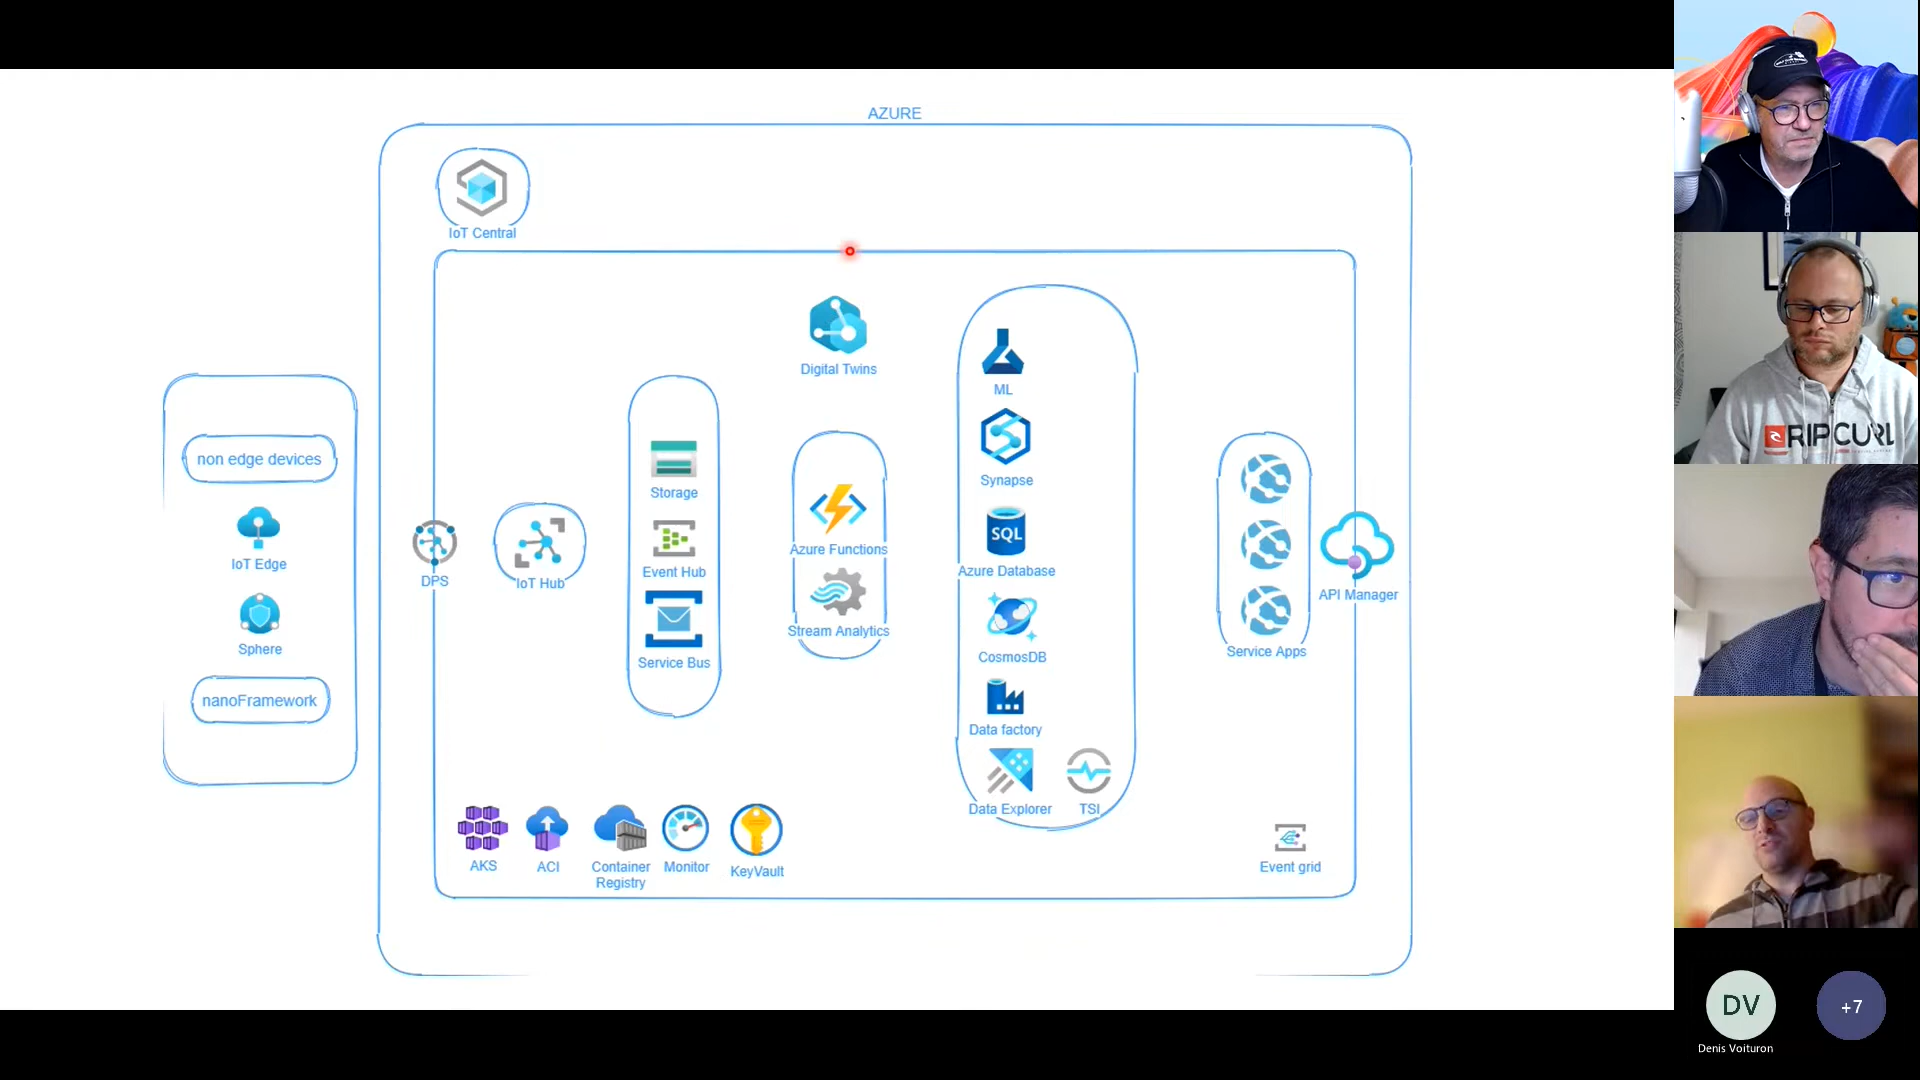 AZURE
IoT Central
Digital Twins
ML
non edge devices
Synapse
Storage
Azure Functions
SQL
IoT Edge
DPS
IoT Hub
Event Hub
Azure Database
API Manager
Sphere
Stream Analytics
Service Bus
CosmosDB
Service Apps
nanoFramework
Data factory
Data Explorer
TSI
AKS
ACI
Container
Registry
Monitor
KeyVault
Event grid
RIP CURL
DV
+7
Denis Voituron